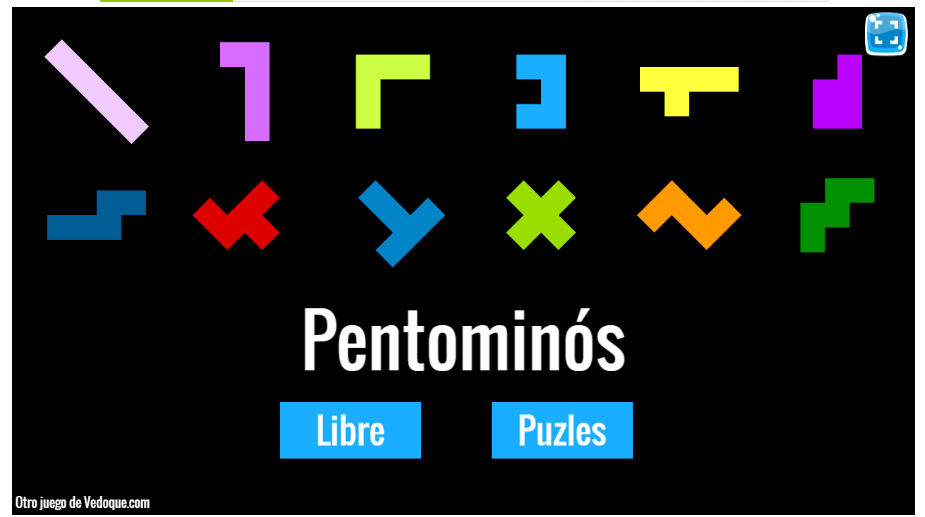 Pentominós
Libre
Puzles
Otro juego de Vedoque.com